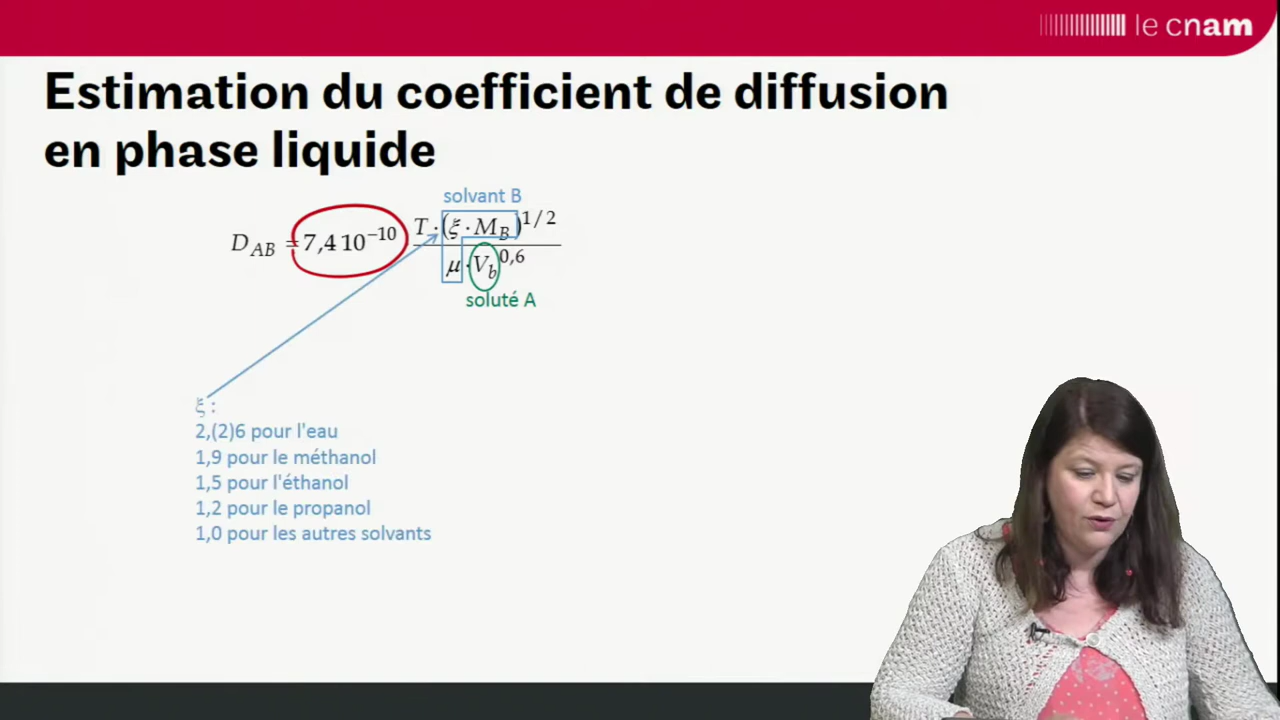 le cnam
Estimation du coefficient de diffusion
en phase liquide
solvant B
D_AB = 7,4 10^−10 T·(ξ·M_B)^1/2 / μ·V_b^0,6
soluté A
ξ :
2,(2)6 pour l'eau
1,9 pour le méthanol
1,5 pour l'éthanol
1,2 pour le propanol
1,0 pour les autres solvants